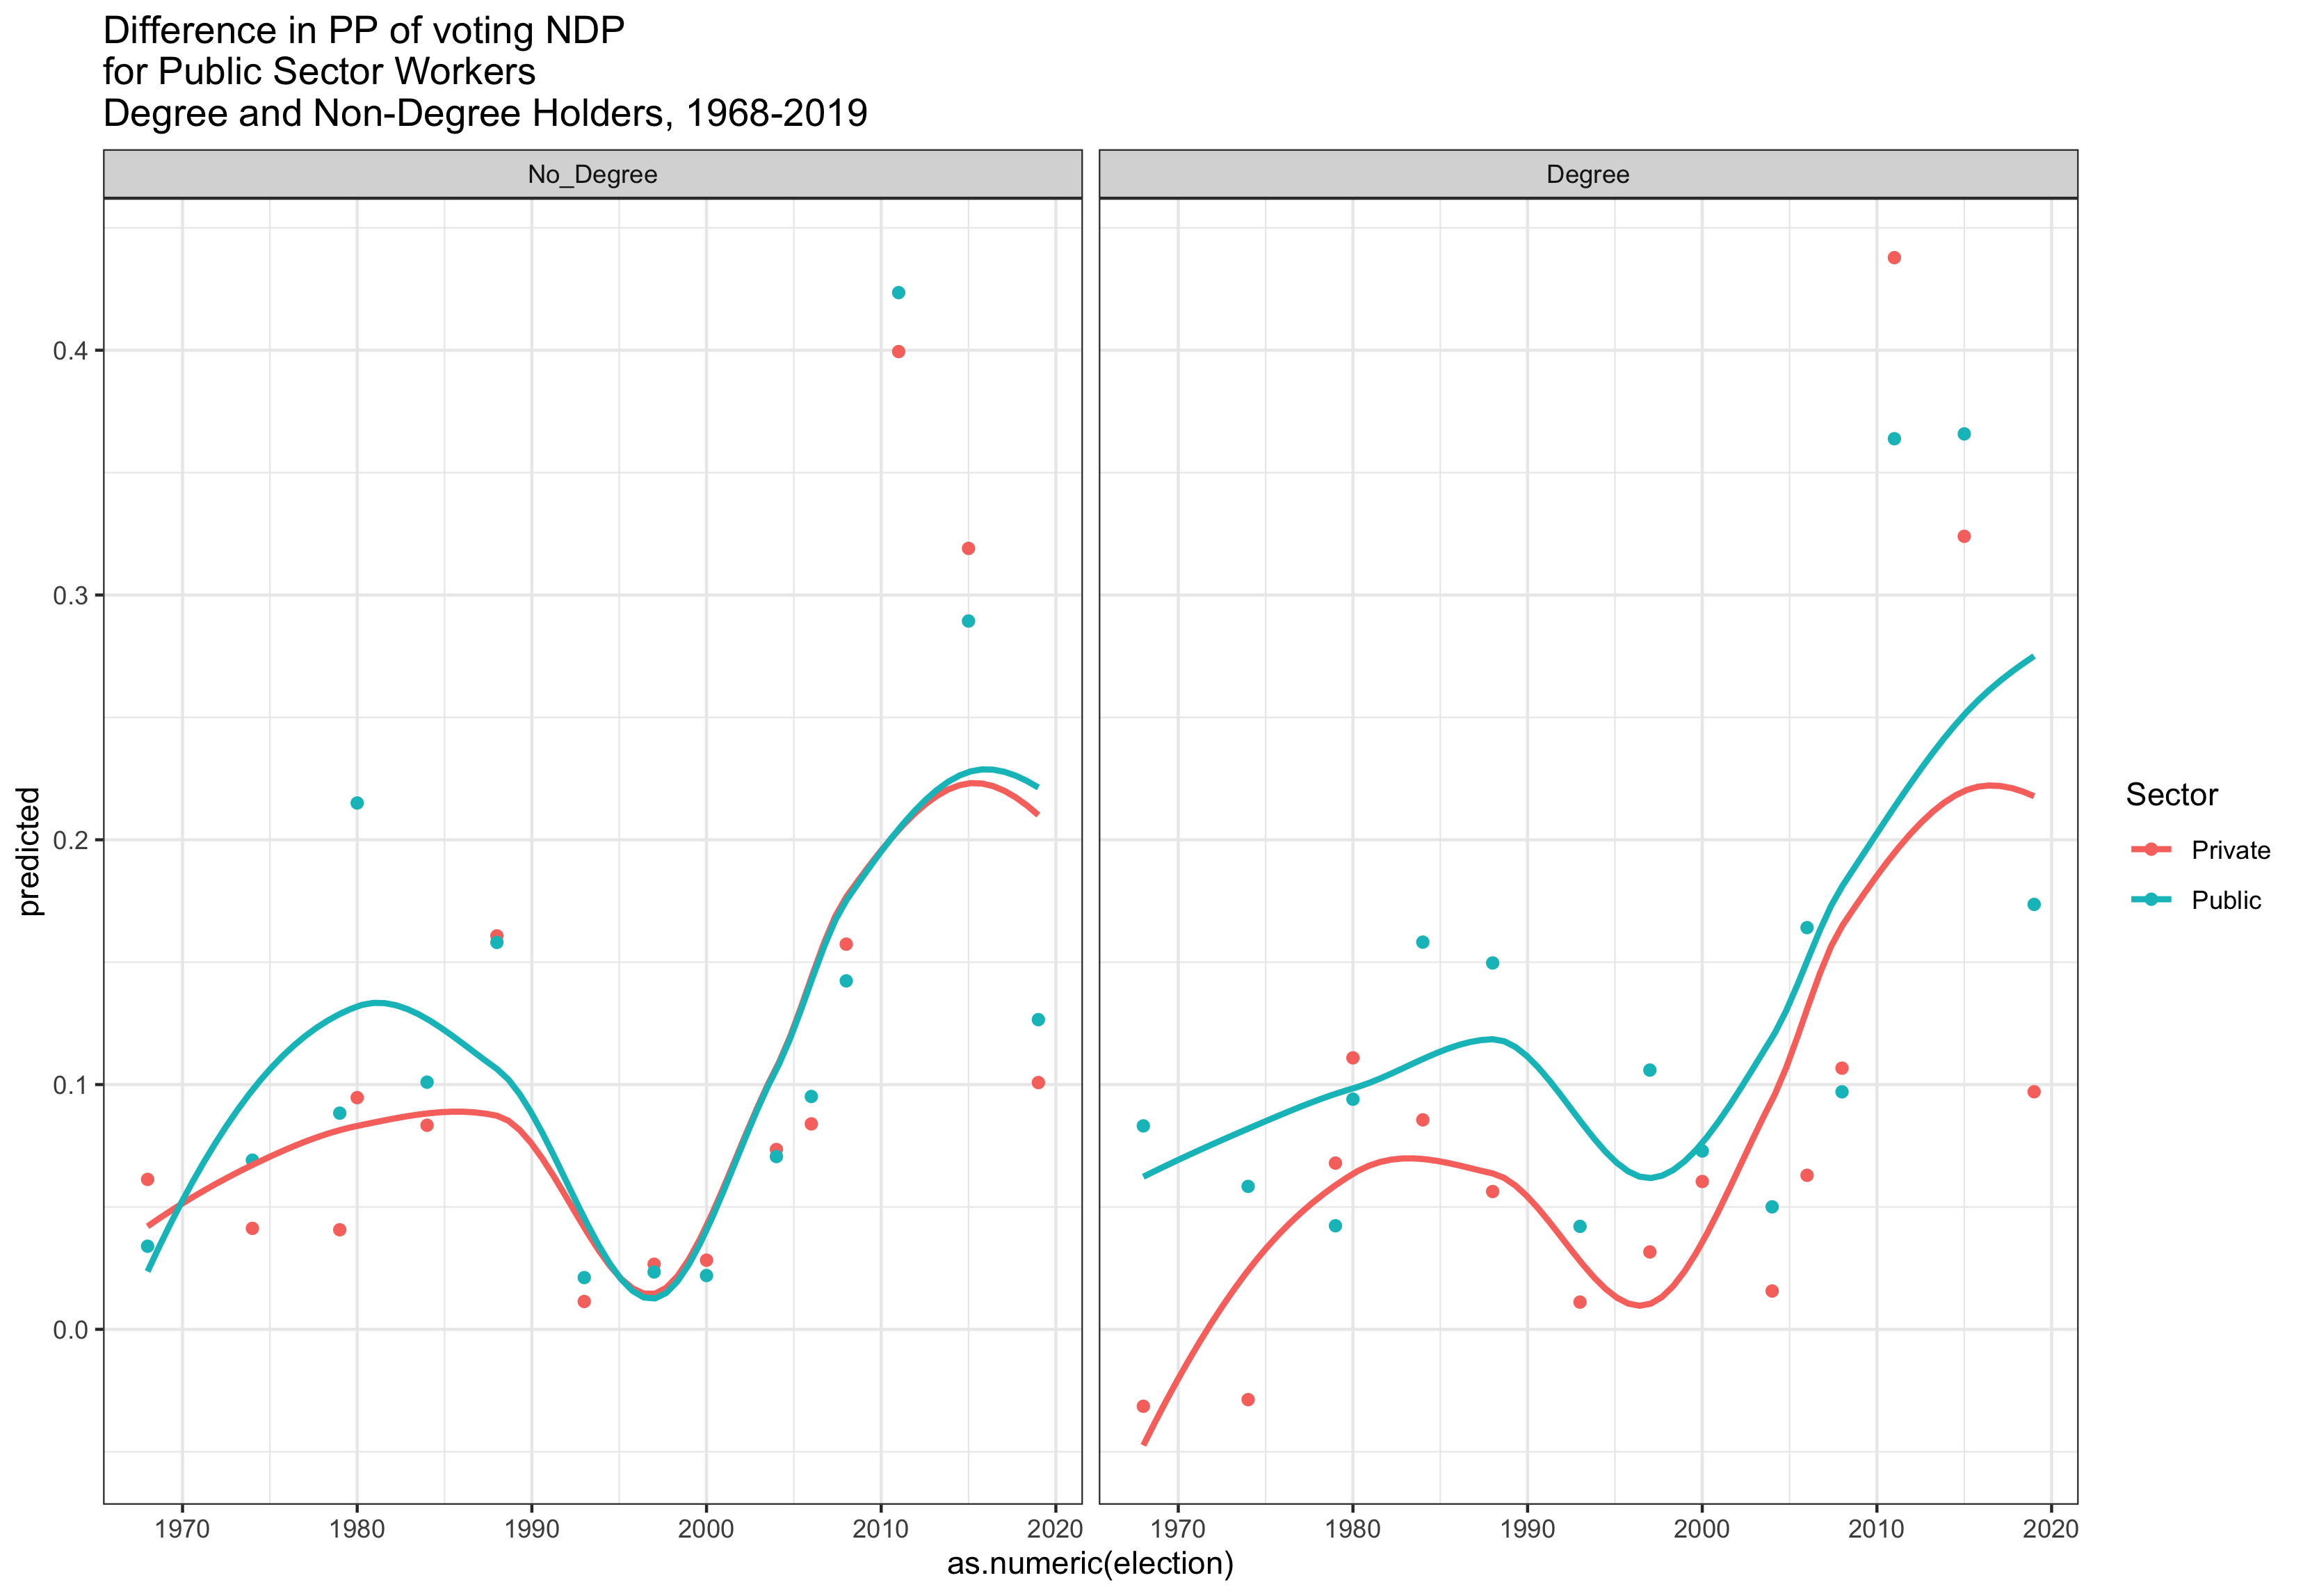 Difference in PP of voting NDP
for Public Sector Workers
Degree and Non-Degree Holders, 1968-2019
No_Degree
Degree
0.4
0.3
0.2
0.1
0.0
predicted
1970
1980
1990
2000
2010
2020
1970
1980
1990
2000
2010
2020
as.numeric(election)
Sector
Private
Public